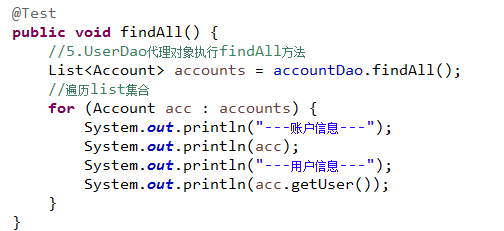 @Test
public void findAll() {
    //5.UserDao代理对象执行findAll方法
    List<Account> accounts = accountDao.findAll();
    //遍历list集合
    for (Account acc : accounts) {
        System.out.println("---账户信息---");
        System.out.println(acc);
        System.out.println("---用户信息---");
        System.out.println(acc.getUser());
    }
}